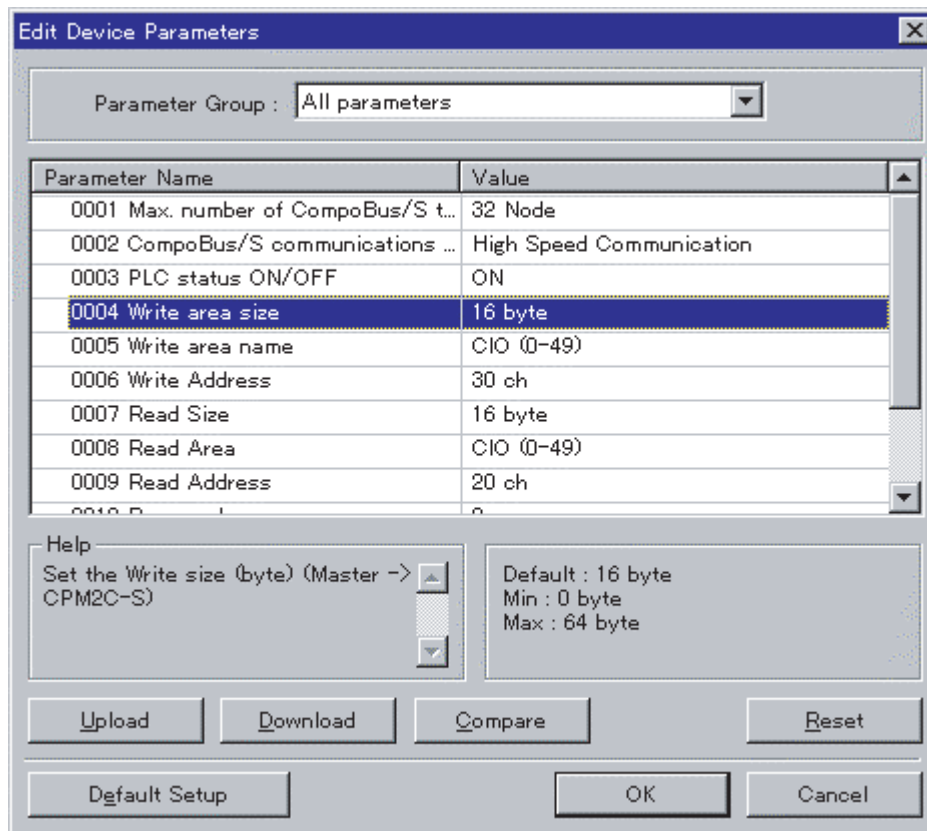 Edit Device Parameters
Parameter Group : All parameters
Parameter Name Value
0001 Max. number of CompoBus/S t... 32 Node
0002 CompoBus/S communications ... High Speed Communication
0003 PLC status ON/OFF ON
0004 Write area size 16 byte
0005 Write area name CIO (0-49)
0006 Write Address 30 ch
0007 Read Size 16 byte
0008 Read Area CIO (0-49)
0009 Read Address 20 ch
Help
Set the Write size (byte) (Master ->
CPM2C-S)
Default : 16 byte
Min : 0 byte
Max : 64 byte
Upload Download Compare Reset
Default Setup OK Cancel